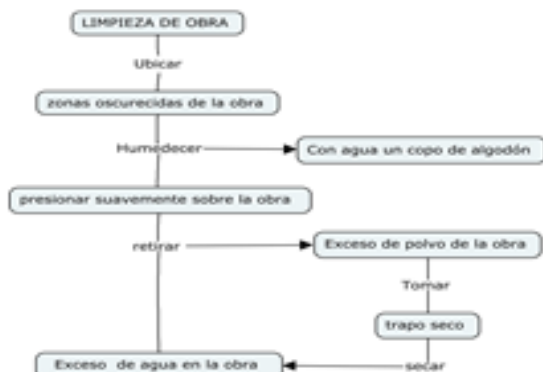 LIMPIEZA DE OBRA
Ubicar
zonas oscurecidas de la obra
Humedecer
Con agua un copo de algodón
presionar suavemente sobre la obra
retirar
Exceso de polvo de la obra
Tomar
trapo seco
secar
Exceso de agua en la obra